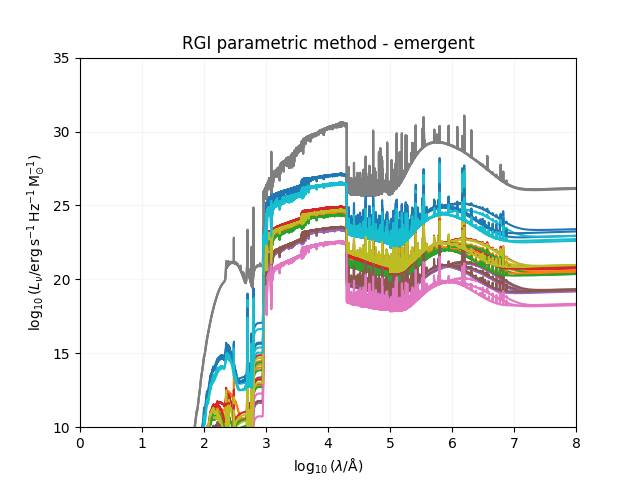 RGI parametric method - emergent
35
30
25
20
15
10
0 1 2 3 4 5 6 7 8
log₁₀ (Lᵥ/erg s⁻¹ Hz⁻¹ M⊙⁻¹)
log₁₀ (λ/Å)